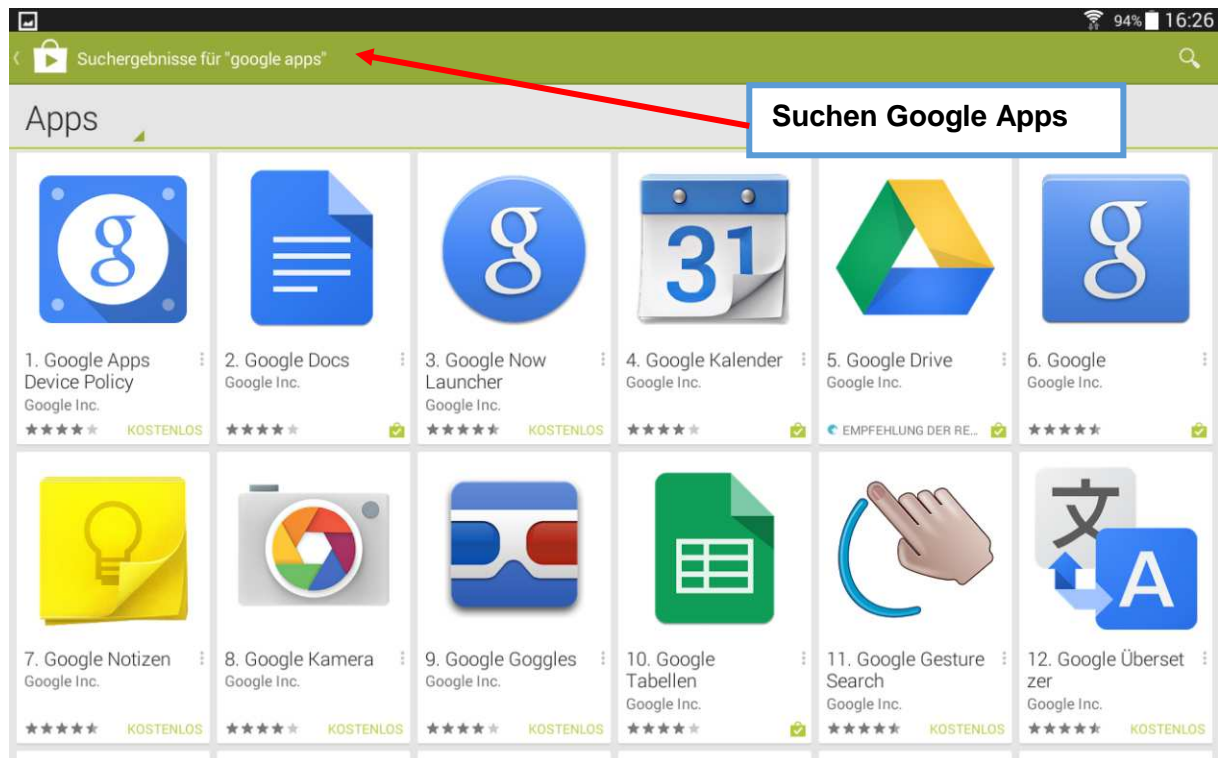 94% 16:26
Suchergebnisse für "google apps"
Suchen Google Apps
Apps
31
1. Google Apps
Device Policy
Google Inc.
KOSTENLOS
2. Google Docs
Google Inc.
3. Google Now
Launcher
Google Inc.
KOSTENLOS
4. Google Kalender
Google Inc.
5. Google Drive
Google Inc.
EMPFEHLUNG DER RE...
6. Google
Google Inc.
7. Google Notizen
Google Inc.
KOSTENLOS
8. Google Kamera
Google Inc.
KOSTENLOS
9. Google Goggles
Google Inc.
KOSTENLOS
10. Google
Tabellen
Google Inc.
11. Google Gesture
Search
Google Inc.
KOSTENLOS
文
A
12. Google Überset
zer
Google Inc.
KOSTENLOS